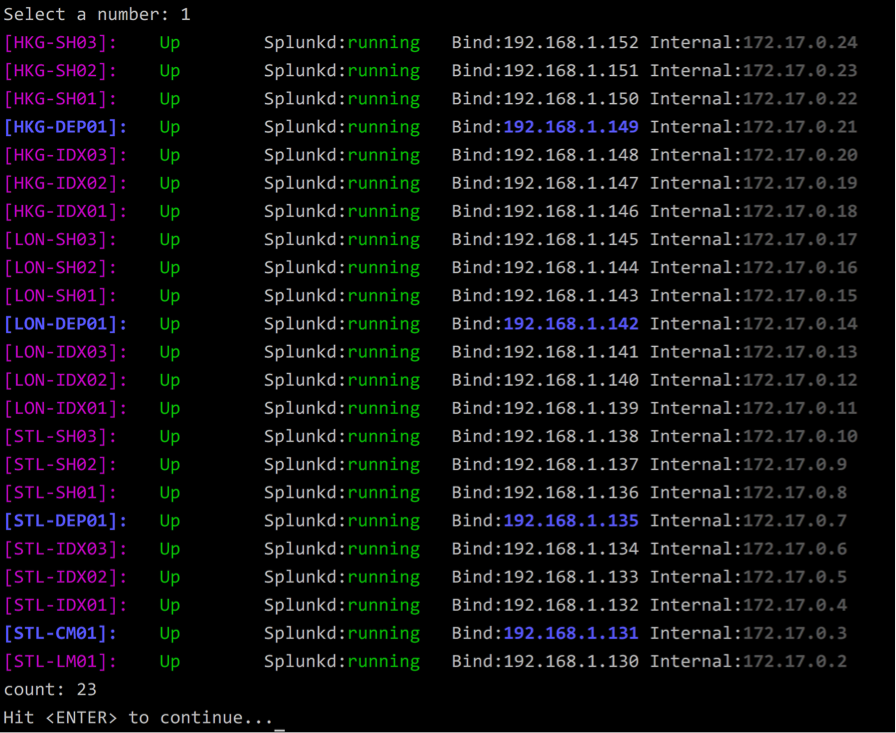 Select a number: 1
[HKG-SH03]: Up Splunkd:running Bind:192.168.1.152 Internal:172.17.0.24
[HKG-SH02]: Up Splunkd:running Bind:192.168.1.151 Internal:172.17.0.23
[HKG-SH01]: Up Splunkd:running Bind:192.168.1.150 Internal:172.17.0.22
[HKG-DEP01]: Up Splunkd:running Bind:192.168.1.149 Internal:172.17.0.21
[HKG-IDX03]: Up Splunkd:running Bind:192.168.1.148 Internal:172.17.0.20
[HKG-IDX02]: Up Splunkd:running Bind:192.168.1.147 Internal:172.17.0.19
[HKG-IDX01]: Up Splunkd:running Bind:192.168.1.146 Internal:172.17.0.18
[LON-SH03]: Up Splunkd:running Bind:192.168.1.145 Internal:172.17.0.17
[LON-SH02]: Up Splunkd:running Bind:192.168.1.144 Internal:172.17.0.16
[LON-SH01]: Up Splunkd:running Bind:192.168.1.143 Internal:172.17.0.15
[LON-DEP01]: Up Splunkd:running Bind:192.168.1.142 Internal:172.17.0.14
[LON-IDX03]: Up Splunkd:running Bind:192.168.1.141 Internal:172.17.0.13
[LON-IDX02]: Up Splunkd:running Bind:192.168.1.140 Internal:172.17.0.12
[LON-IDX01]: Up Splunkd:running Bind:192.168.1.139 Internal:172.17.0.11
[STL-SH03]: Up Splunkd:running Bind:192.168.1.138 Internal:172.17.0.10
[STL-SH02]: Up Splunkd:running Bind:192.168.1.137 Internal:172.17.0.9
[STL-SH01]: Up Splunkd:running Bind:192.168.1.136 Internal:172.17.0.8
[STL-DEP01]: Up Splunkd:running Bind:192.168.1.135 Internal:172.17.0.7
[STL-IDX03]: Up Splunkd:running Bind:192.168.1.134 Internal:172.17.0.6
[STL-IDX02]: Up Splunkd:running Bind:192.168.1.133 Internal:172.17.0.5
[STL-IDX01]: Up Splunkd:running Bind:192.168.1.132 Internal:172.17.0.4
[STL-CM01]: Up Splunkd:running Bind:192.168.1.131 Internal:172.17.0.3
[STL-LM01]: Up Splunkd:running Bind:192.168.1.130 Internal:172.17.0.2
count: 23
Hit <ENTER> to continue..._